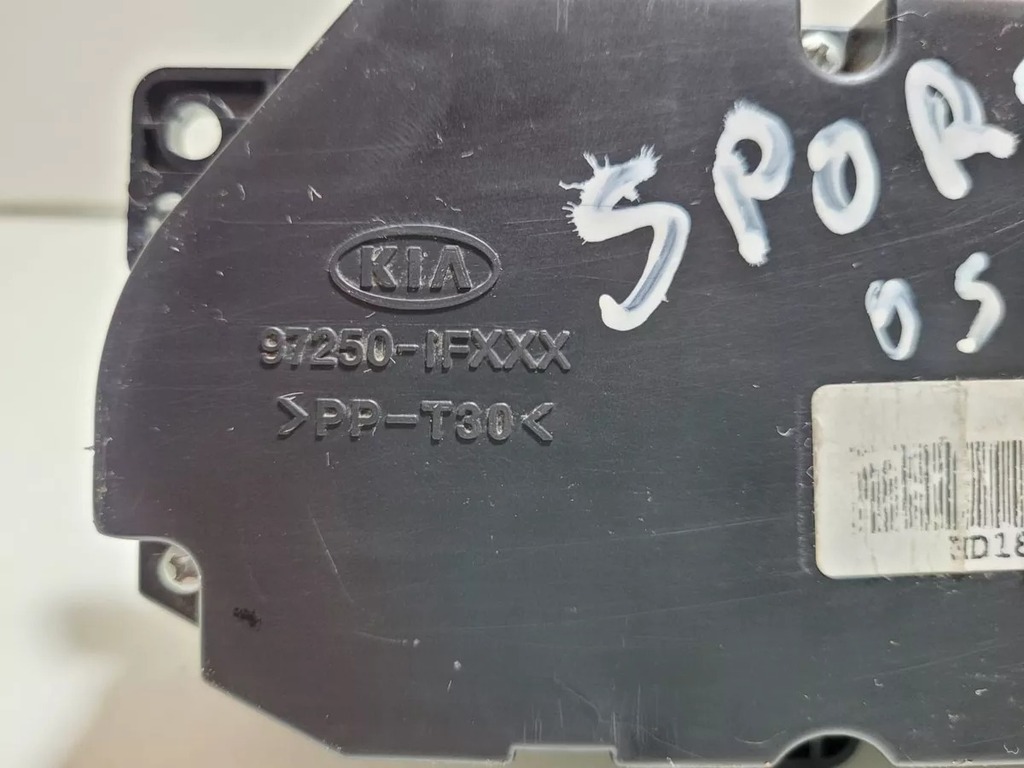 SPOR
05
KIA
97250-1FXXX
>PP-T30<